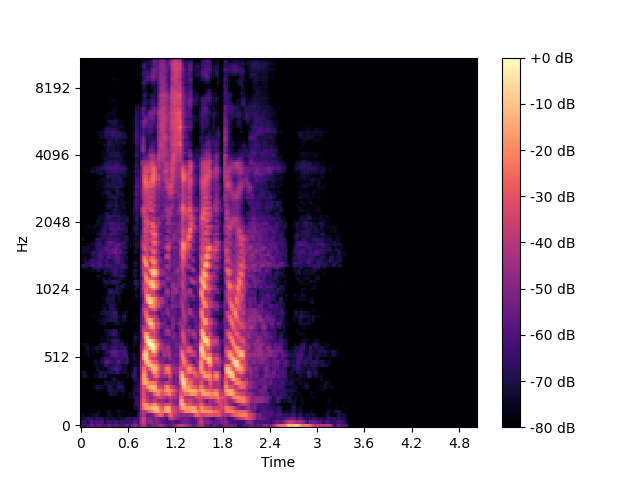 8192
4096
2048
1024
512
0
Hz
0 0.6 1.2 1.8 2.4 3 3.6 4.2 4.8
Time
+0 dB
-10 dB
-20 dB
-30 dB
-40 dB
-50 dB
-60 dB
-70 dB
-80 dB